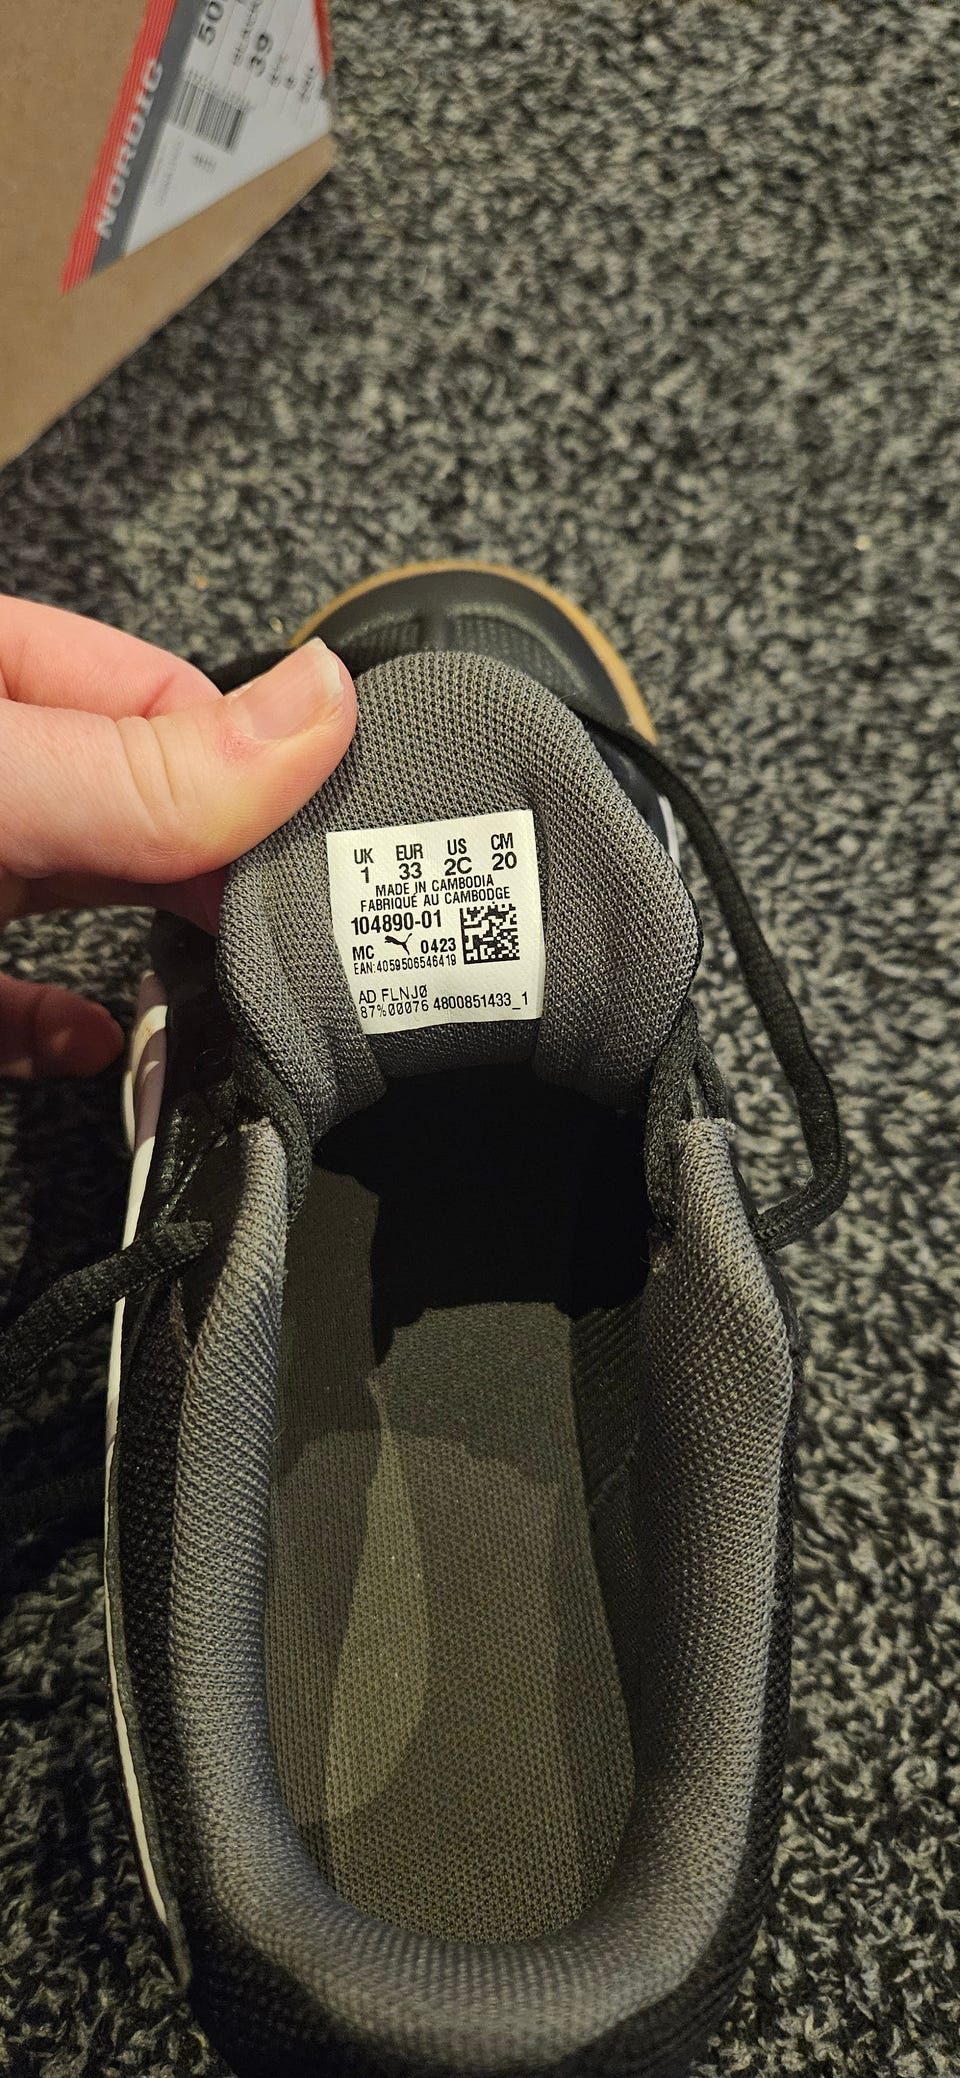 NORDIC
39
UK EUR US CM
1 33 2C 20
MADE IN CAMBODIA
FABRIQUÉ AU CAMBODGE
104890-01
MC 0423
EAN:4059506546419
AD FLNJ0
87%00076 4800851433_1